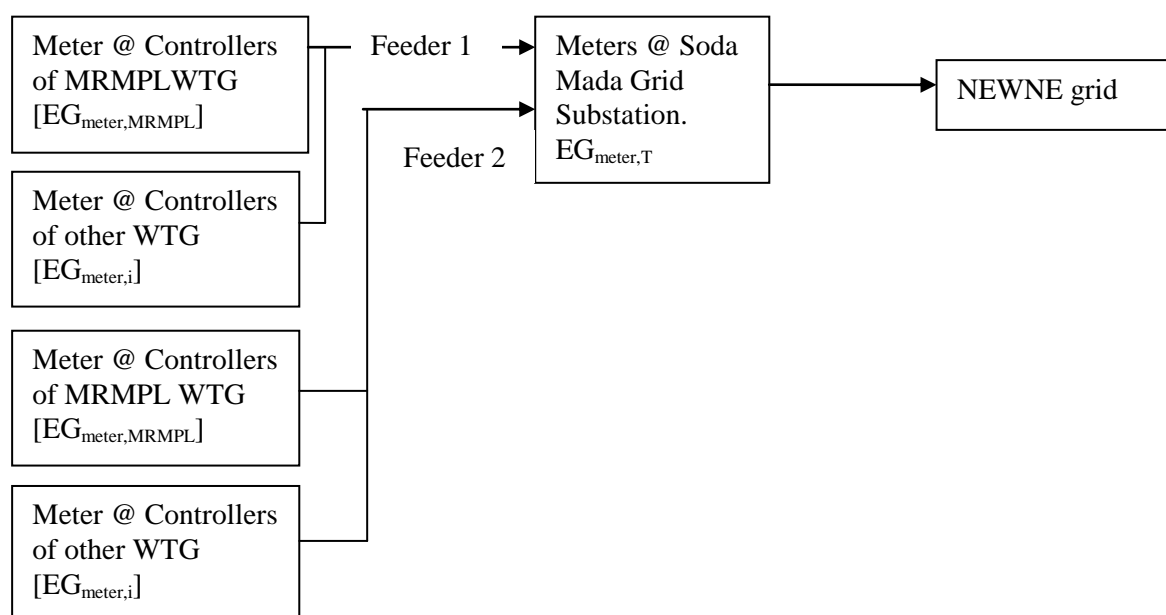 Meter @ Controllers
of MRMPLWTG
[EGmeter,MRMPL]
Feeder 1
Meters @ Soda
Mada Grid
Substation.
EGmeter,T
NEWNE grid
Feeder 2
Meter @ Controllers
of other WTG
[EGmeter,i]
Meter @ Controllers
of MRMPL WTG
[EGmeter,MRMPL]
Meter @ Controllers
of other WTG
[EGmeter,i]